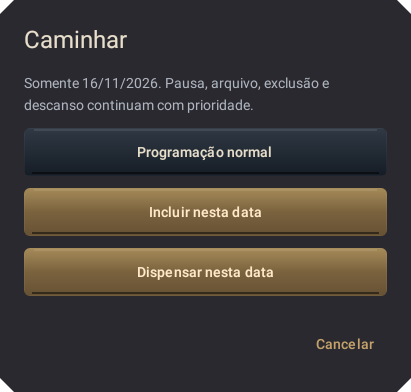 Caminhar
Somente 16/11/2026. Pausa, arquivo, exclusão e
descanso continuam com prioridade.
Programação normal
Incluir nesta data
Dispensar nesta data
Cancelar